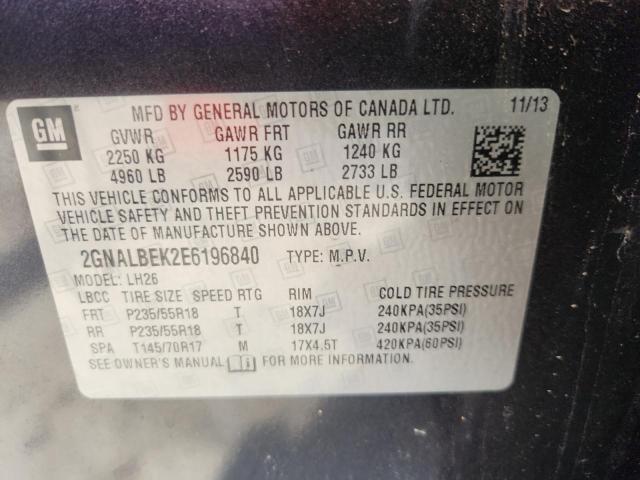 GM
MFD BY GENERAL MOTORS OF CANADA LTD. 11/13
GVWR GAWR FRT GAWR RR
2250 KG 1175 KG 1240 KG
4960 LB 2590 LB 2733 LB
THIS VEHICLE CONFORMS TO ALL APPLICABLE U.S. FEDERAL MOTOR
VEHICLE SAFETY AND THEFT PREVENTION STANDARDS IN EFFECT ON
THE DATE OF MANUFACTURE SHOWN ABOVE.
2GNALBEK2E6196840 TYPE: M.P.V.
MODEL: LH26
LBCC TIRE SIZE SPEED RTG RIM COLD TIRE PRESSURE
FRT P235/55R18 T 18X7J 240KPA(35PSI)
RR P235/55R18 T 18X7J 240KPA(35PSI)
SPA T145/70R17 M 17X4.5T 420KPA(60PSI)
SEE OWNER'S MANUAL FOR MORE INFORMATION